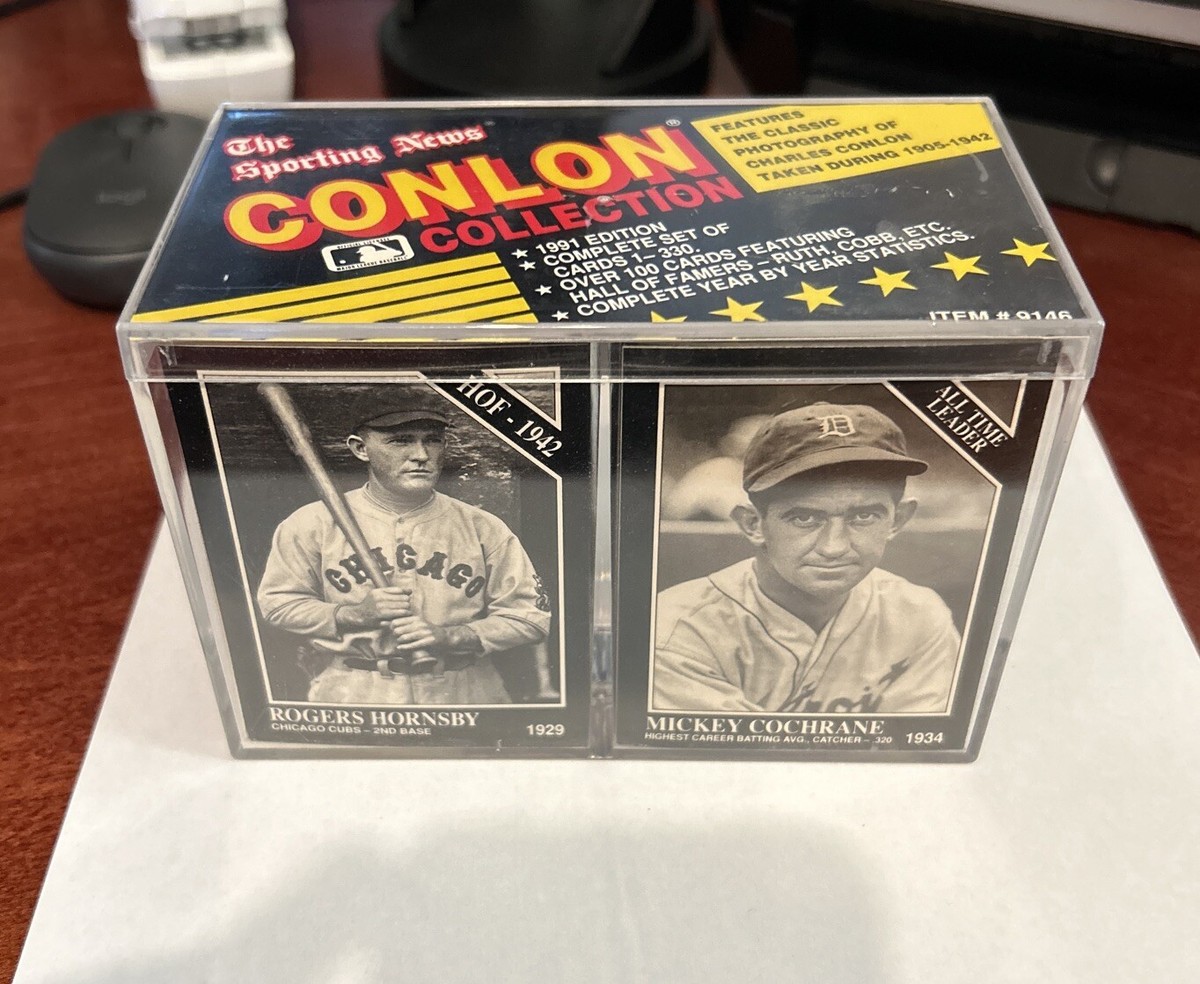 The
Sporting News
CONLON®
COLLECTION
FEATURES
THE CLASSIC
PHOTOGRAPHY OF
CHARLES CONLON
TAKEN DURING 1905-1942
★ 1991 EDITION
★ COMPLETE SET OF
CARDS 1-330.
★ OVER 100 CARDS FEATURING
HALL OF FAMERS - RUTH, COBB, ETC.
★ COMPLETE YEAR BY YEAR STATISTICS.
ITEM # 9146
HOF - 1942
CHICAGO
ROGERS HORNSBY
CHICAGO CUBS - 2ND BASE
1929
ALL TIME
LEADER
D
MICKEY COCHRANE
HIGHEST CAREER BATTING AVG., CATCHER - .320
1934